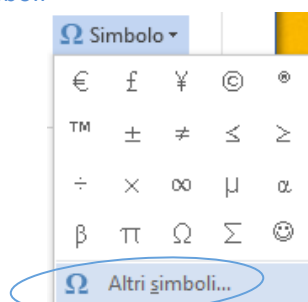 Ω Simbolo
€ £ ¥ © ®
™ ± ≠ ≤ ≥
÷ × ∞ µ α
β π Ω Σ ☺
Ω Altri simboli...